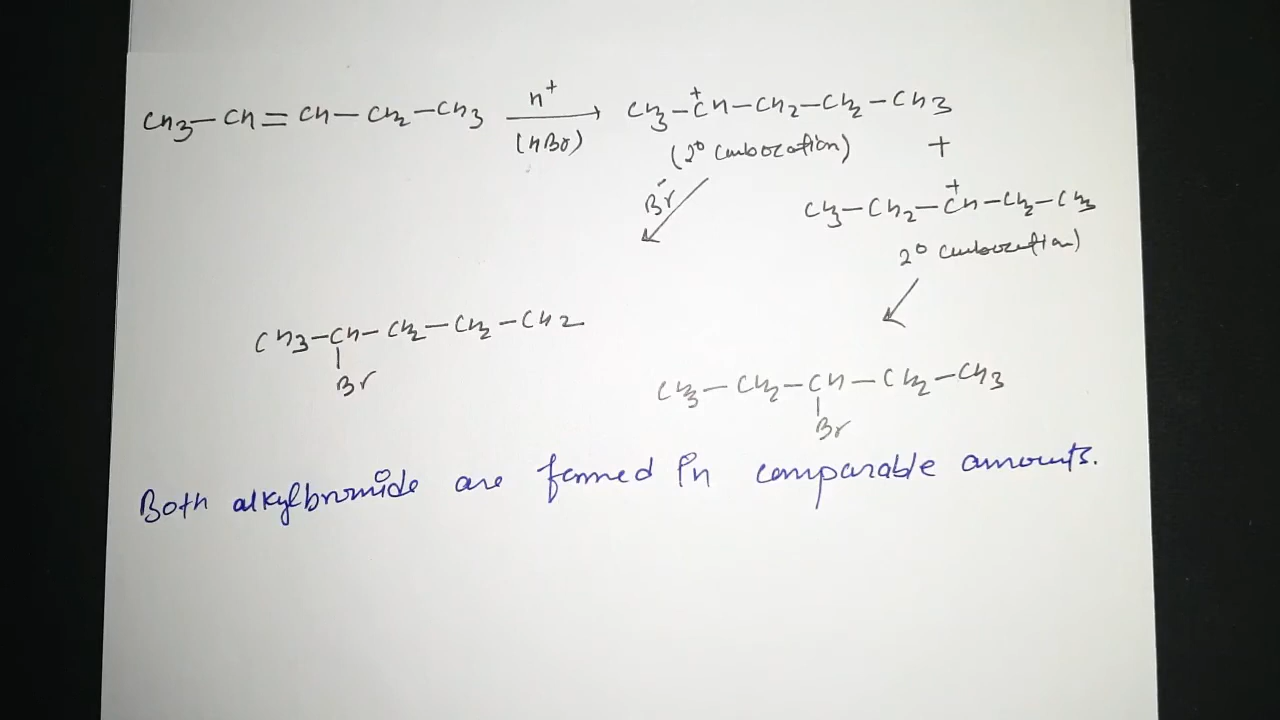 CH3–CH=CH–CH2–CH3 H+ (HBr) → CH3–C+H–CH2–CH2–CH3
(2° carbocation) +
Br- CH3–CH2–C+H–CH2–CH3
2° carbocation)
CH3–CH–CH2–CH2–CH2
Br
CH3–CH2–CH–CH2–CH3
Br
Both alkylbromide are formed in comparable amounts.